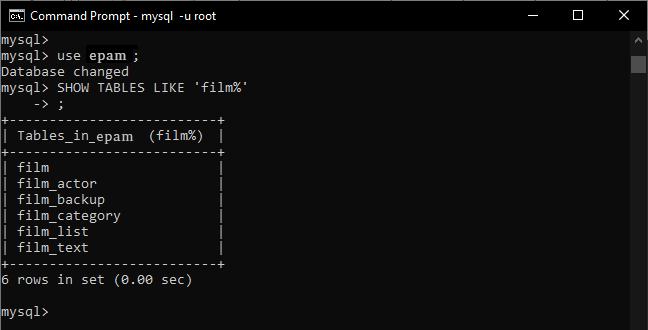 Command Prompt - mysql  -u root
mysql>
mysql> use epam ;
Database changed
mysql> SHOW TABLES LIKE 'film%'
    -> ;
+--------------------------+
| Tables_in_epam  (film%)  |
+--------------------------+
| film                     |
| film_actor               |
| film_backup              |
| film_category            |
| film_list                |
| film_text                |
+--------------------------+
6 rows in set (0.00 sec)
mysql>